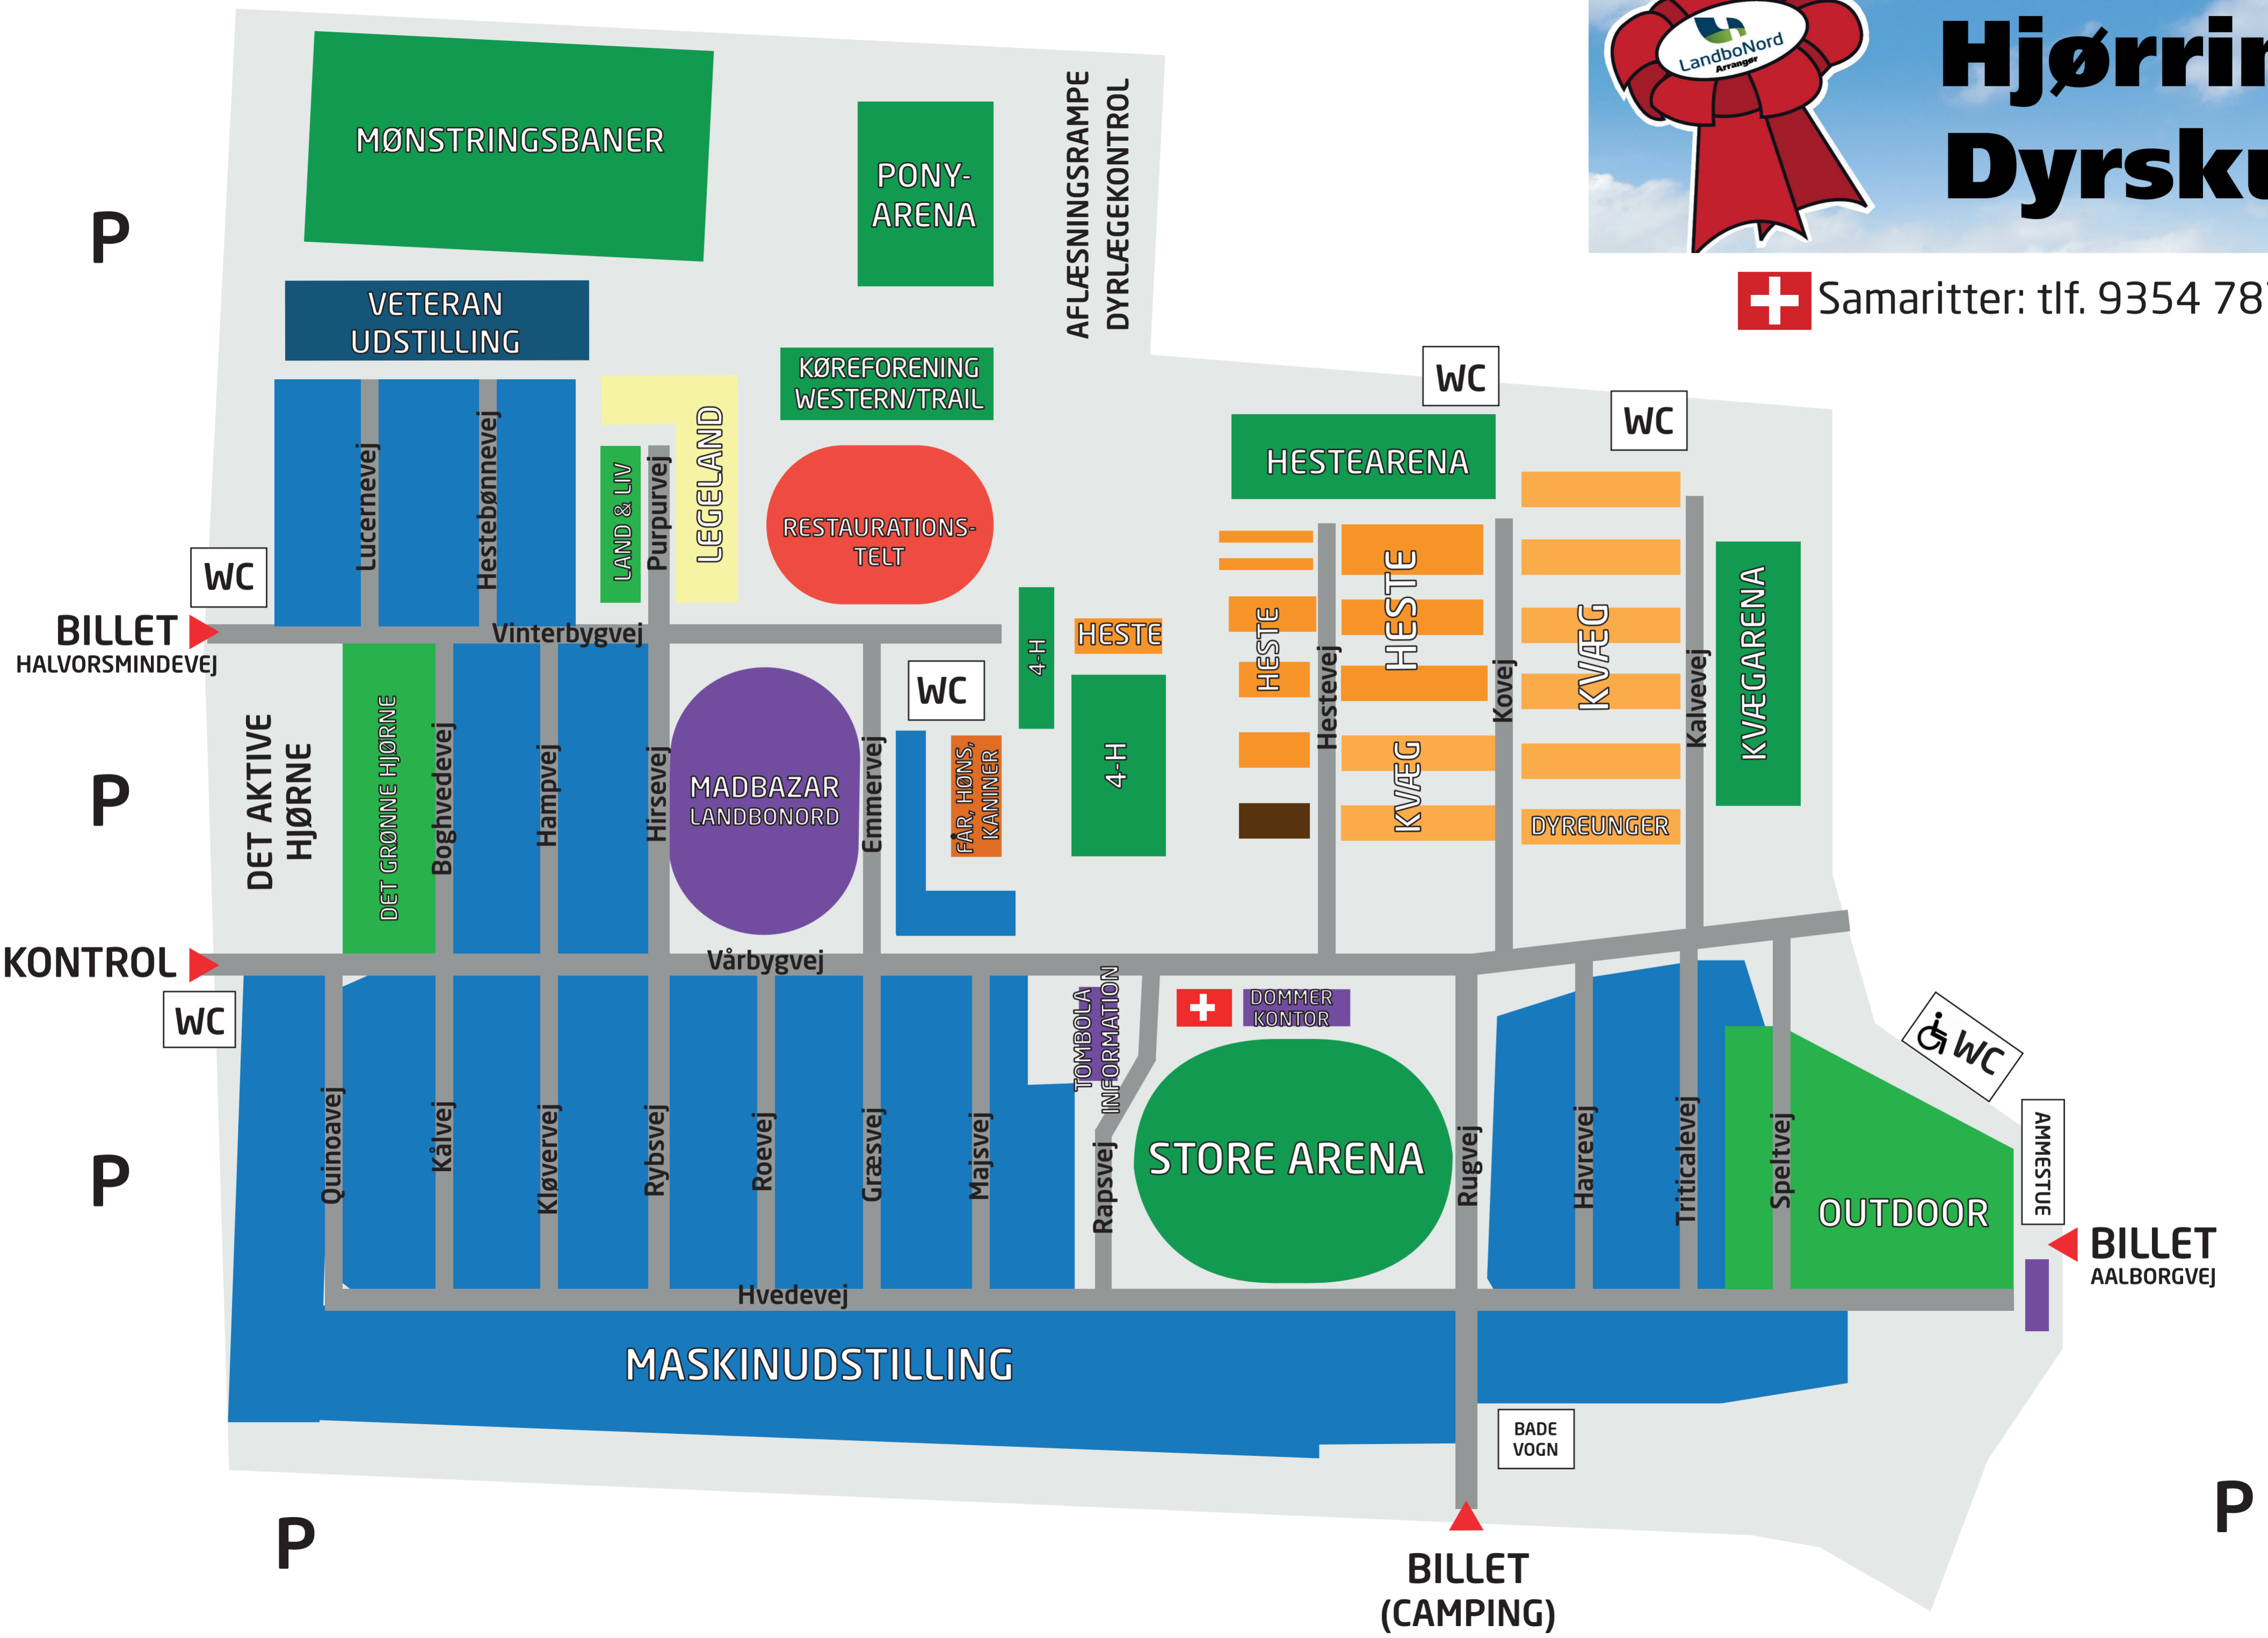 LandboNord
Arrangør
MØNSTRINGSBANER
PONY-
ARENA
AFLÆSNINGSRAMPE
DYRLÆGEKONTROL
P
Samaritter: tlf. 9354
VETERAN
UDSTILLING
KØREFORENING
WESTERN/TRAIL
WC
WC
HESTEARENA
Lucernevej
Hestebønnevej
LAND & LIV
Purpurvej
LEGELAND
RESTAURATIONS-
TELT
WC
BILLET
HALVORSMINDEVEJ
Vinterbygvej
4-H
HESTE
HESTE
HESTE
KVÆG
Hestevej
Kovej
Kalvevej
KVÆGARENA
WC
DET AKTIVE
HJØRNE
DET GRØNNE HJØRNE
Boghvedevej
Hampvej
Hirsevej
MADBAZAR
LANDBONORD
Emmervej
FÅR, HØNS,
KANINER
4-H
KVÆG
DYREUNGER
P
KONTROL
Vårbygvej
WC
TOMBOLA
INFORMATION
DOMMER
KONTOR
WC
P
Quinoavej
Kålvej
Kløvervej
Rybsvej
Roevej
Græsvej
Majsvej
Rapsvej
STORE ARENA
Rugvej
Havrevej
Triticalevej
Speltvej
OUTDOOR
AMMESTUE
BILLET
AALBORGVEJ
Hvedevej
MASKINUDSTILLING
BADE
VOGN
P
P
BILLET
(CAMPING)